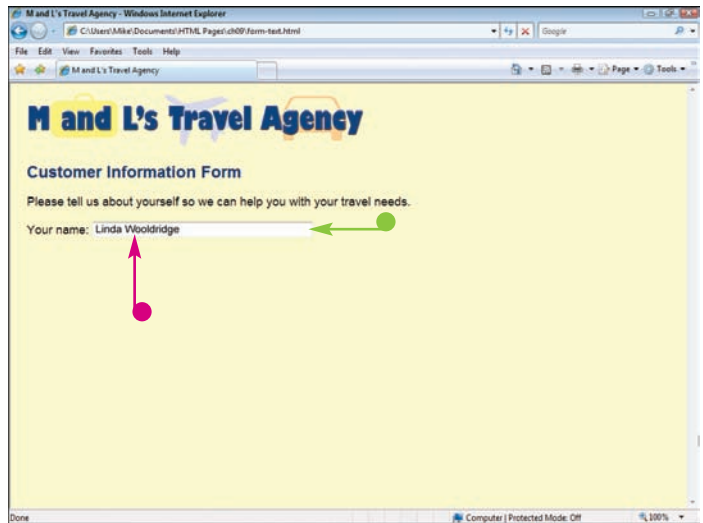 M and L's Travel Agency - Windows Internet Explorer
C:\Users\Mike\Documents\HTML Pages\ch09\form-text.html
Google
File Edit View Favorites Tools Help
M and L's Travel Agency
Page Tools
M and L's Travel Agency
Customer Information Form
Please tell us about yourself so we can help you with your travel needs.
Your name: Linda Wooldridge
Done
Computer | Protected Mode: Off
100%